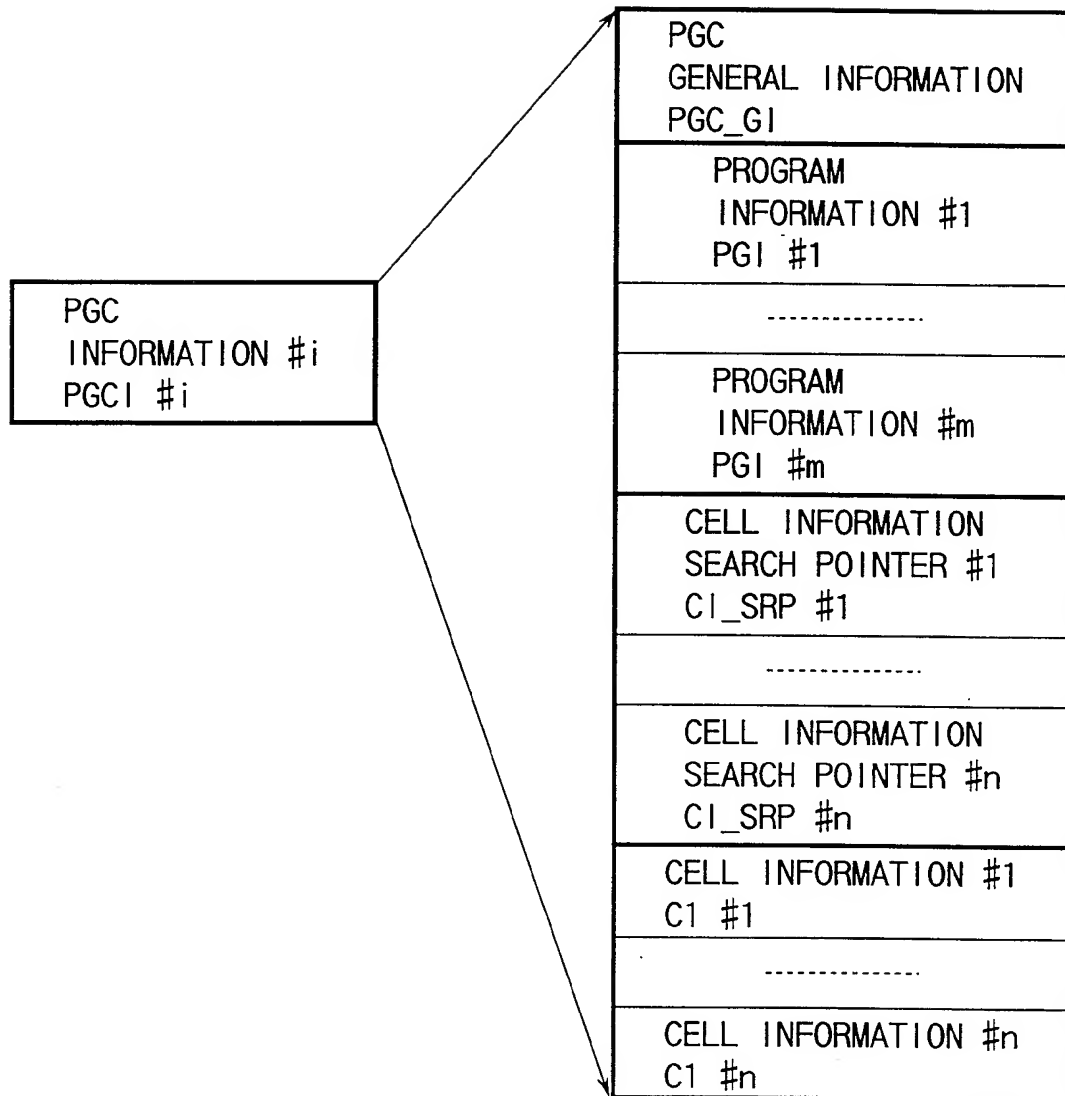 PGC
INFORMATION #i
PGCI #i
PGC
GENERAL INFORMATION
PGC_GI
PROGRAM
INFORMATION #1
PGI #1
PROGRAM
INFORMATION #m
PGI #m
CELL INFORMATION
SEARCH POINTER #1
CI_SRP #1
CELL INFORMATION
SEARCH POINTER #n
CI_SRP #n
CELL INFORMATION #1
C1 #1
CELL INFORMATION #n
C1 #n